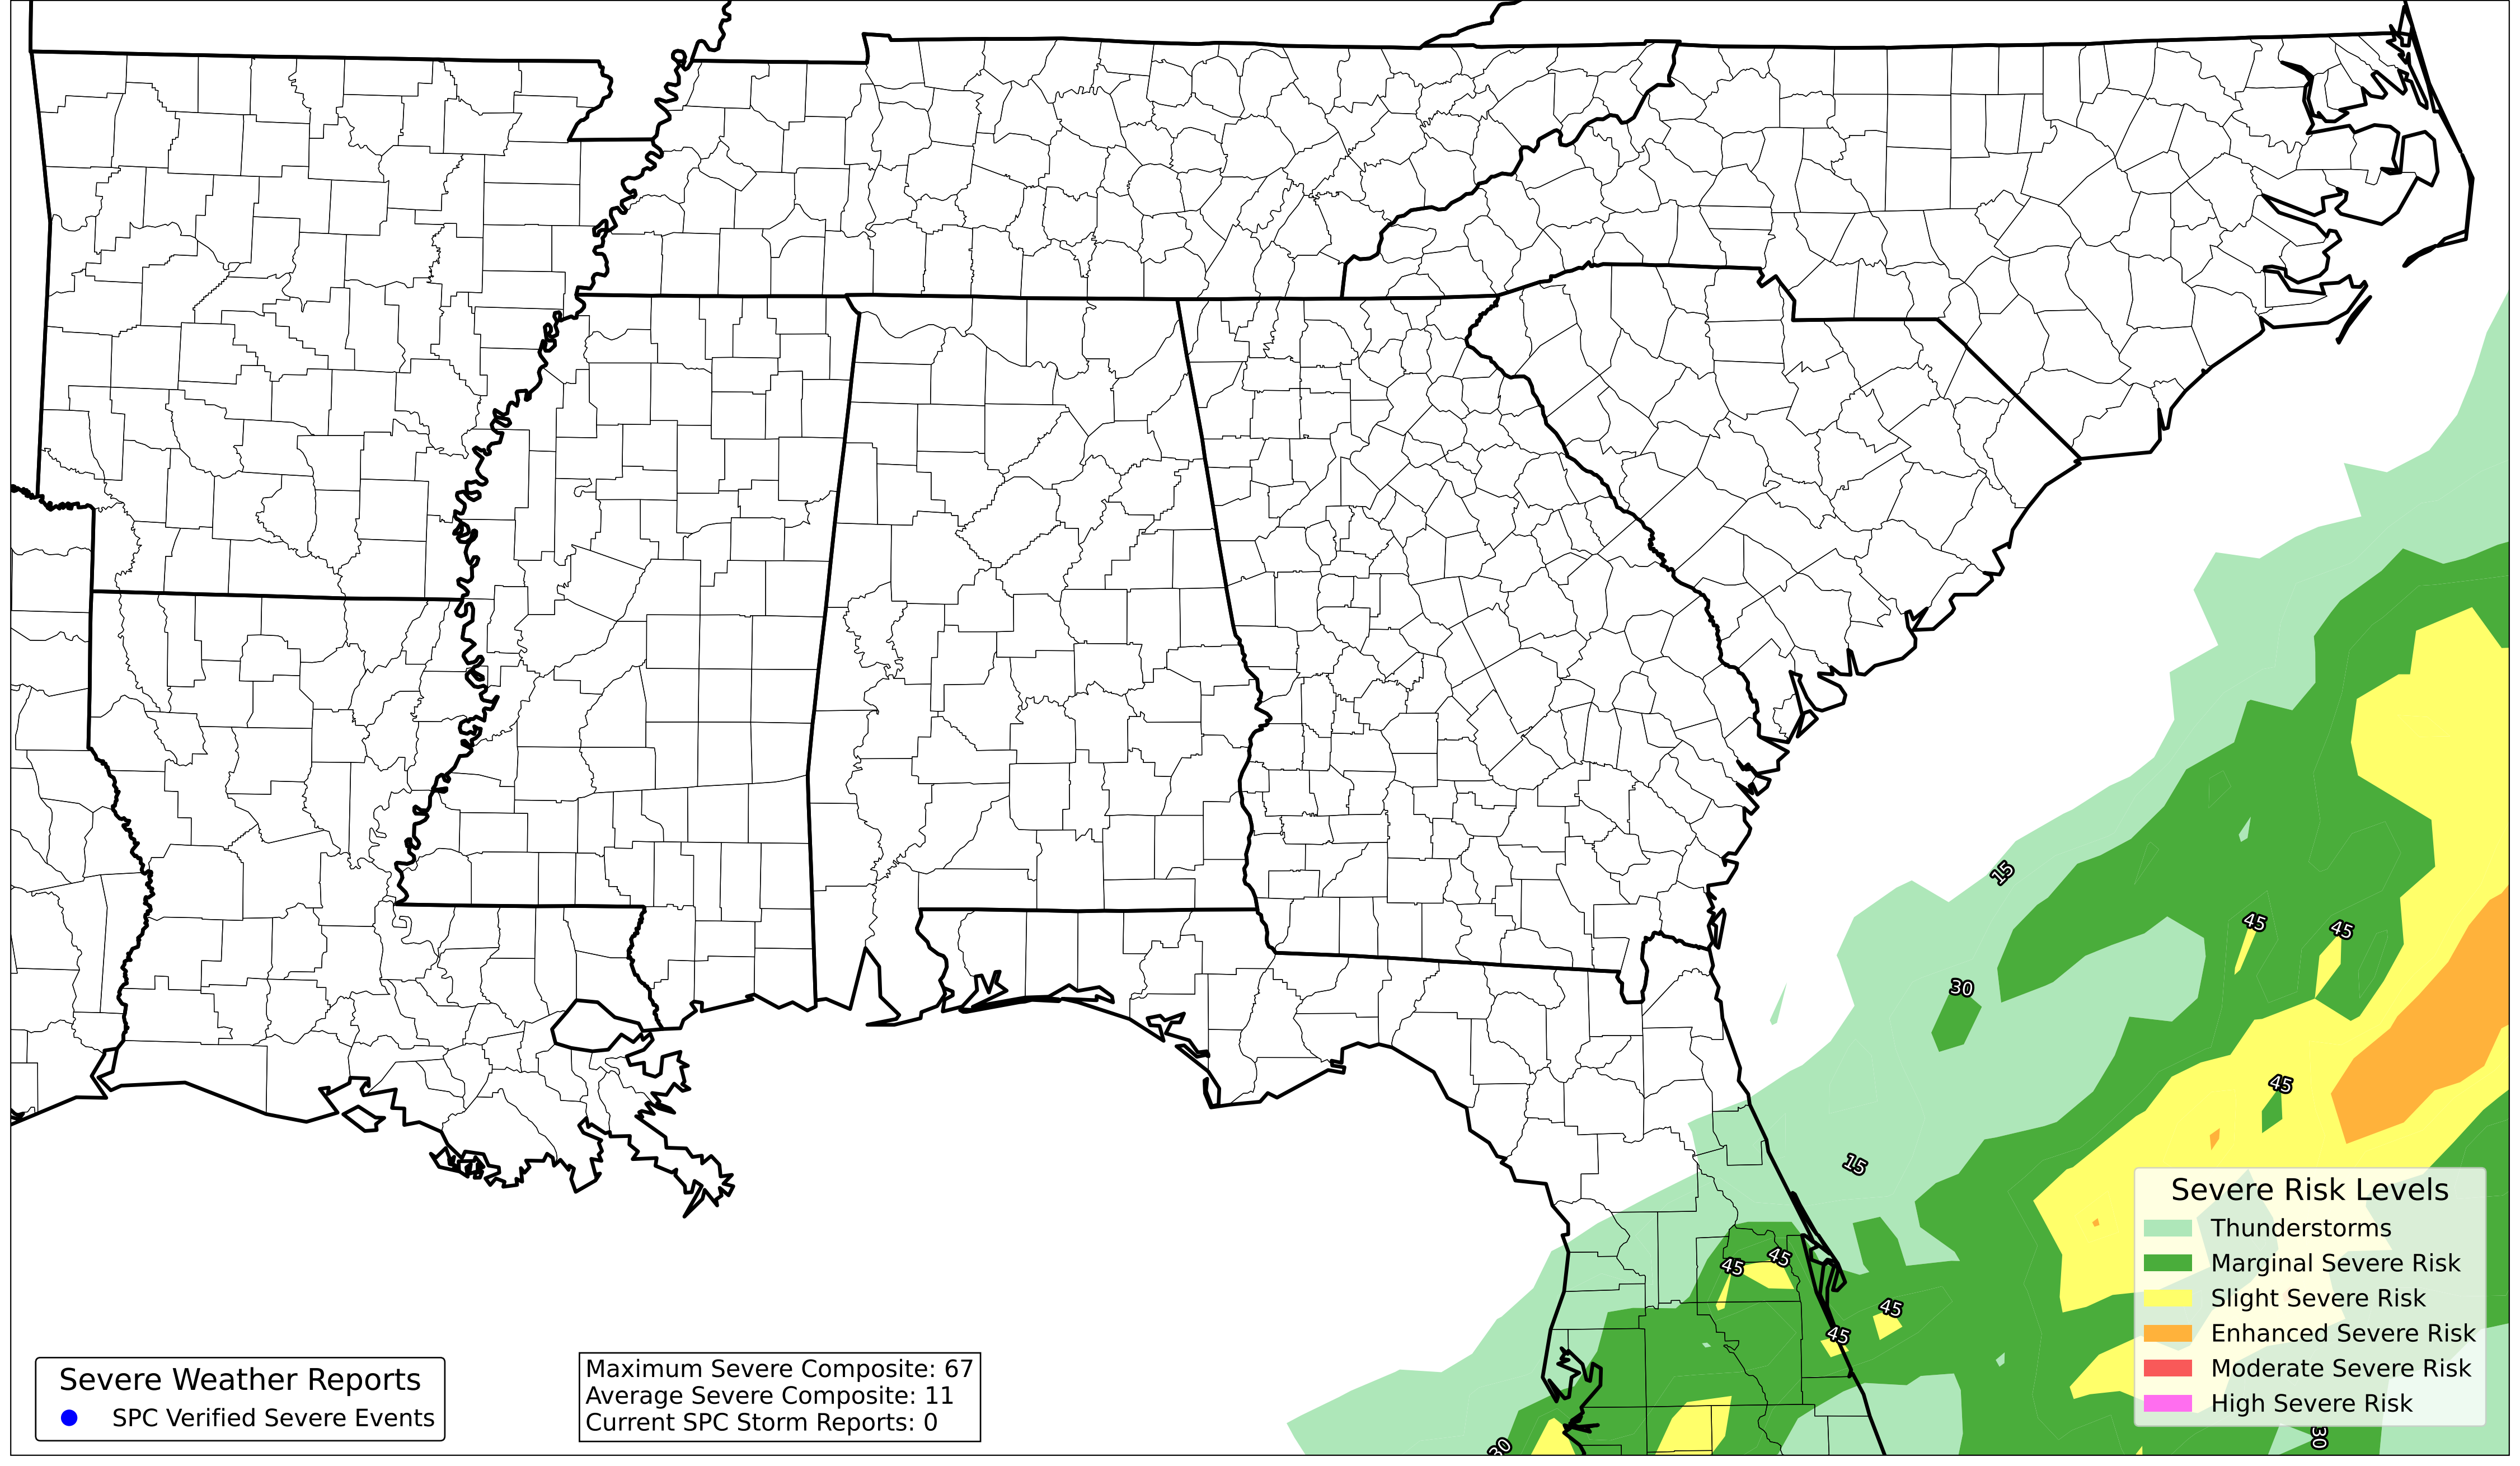 15
30
45
45
45
15
45
45
45
45
30
30
Severe Risk Levels
Thunderstorms
Marginal Severe Risk
Slight Severe Risk
Enhanced Severe Risk
Moderate Severe Risk
High Severe Risk
Severe Weather Reports
SPC Verified Severe Events
Maximum Severe Composite: 67
Average Severe Composite: 11
Current SPC Storm Reports: 0